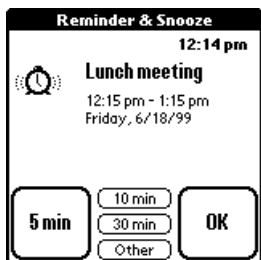 Reminder & Snooze
12:14 pm
Lunch meeting
12:15 pm - 1:15 pm
Friday, 6/18/99
5 min
10 min
30 min
Other
OK